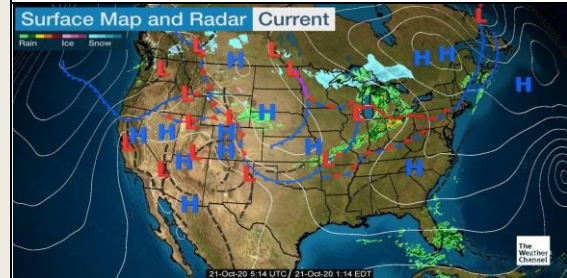 Surface Map and Radar Current
Rain Ice Snow
L L L
L L H H H
H
L
L H
L L
H H L H
L H L H
H L L H
L L
H
The
Weather
Channel
21-Oct-20 5:14 UTC / 21-Oct-20 1:14 EDT